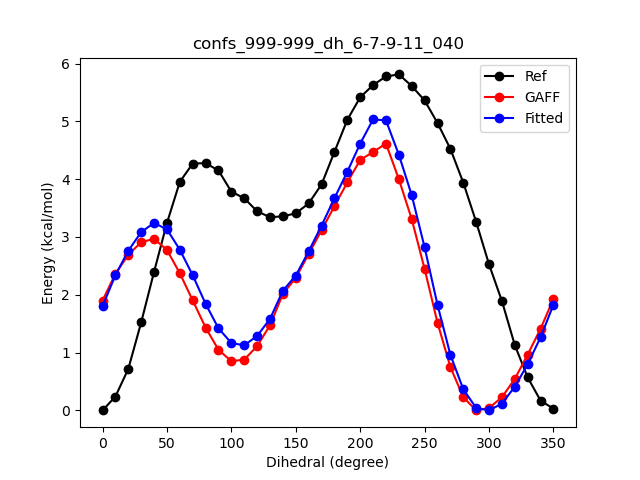 confs_999-999_dh_6-7-9-11_040
Ref
GAFF
Fitted
Energy (kcal/mol)
6
5
4
3
2
1
0
0
50
100
150
200
250
300
350
Dihedral (degree)